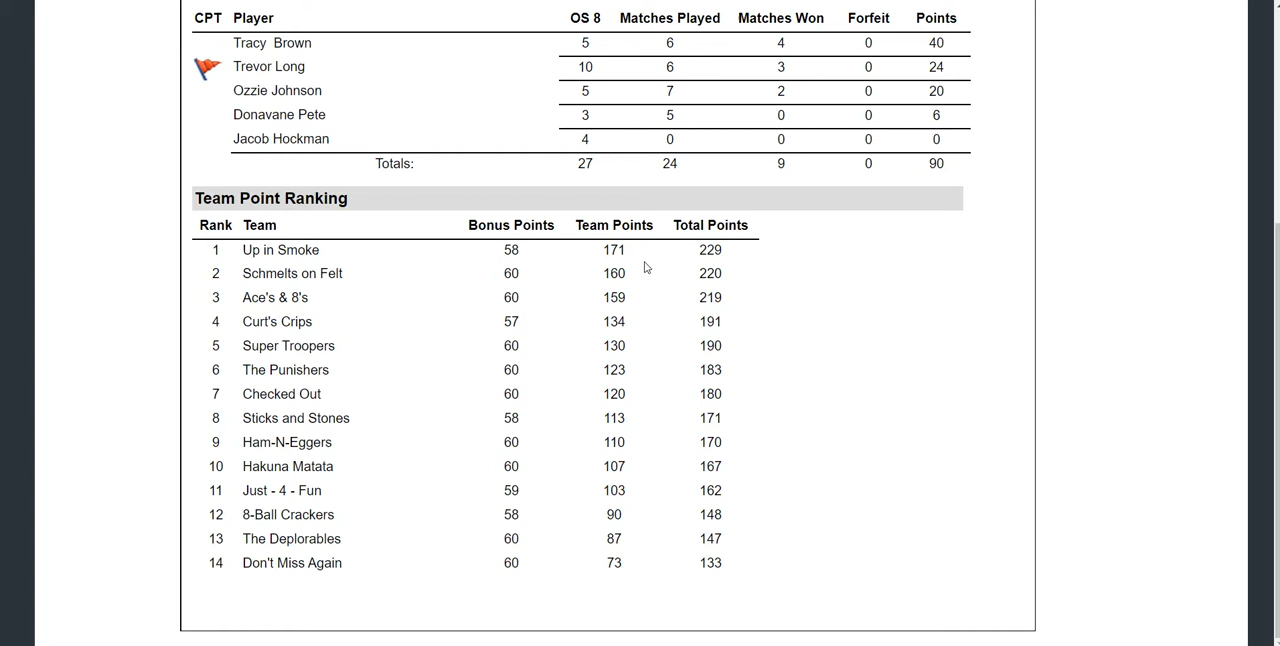 CPT Player OS 8 Matches Played Matches Won Forfeit Points
Tracy Brown 5 6 4 0 40
Trevor Long 10 6 3 0 24
Ozzie Johnson 5 7 2 0 20
Donavane Pete 3 5 0 0 6
Jacob Hockman 4 0 0 0 0
Totals: 27 24 9 0 90
Team Point Ranking
Rank Team Bonus Points Team Points Total Points
1 Up in Smoke 58 171 229
2 Schmelts on Felt 60 160 220
3 Ace's & 8's 60 159 219
4 Curt's Crips 57 134 191
5 Super Troopers 60 130 190
6 The Punishers 60 123 183
7 Checked Out 60 120 180
8 Sticks and Stones 58 113 171
9 Ham-N-Eggers 60 110 170
10 Hakuna Matata 60 107 167
11 Just - 4 - Fun 59 103 162
12 8-Ball Crackers 58 90 148
13 The Deplorables 60 87 147
14 Don't Miss Again 60 73 133